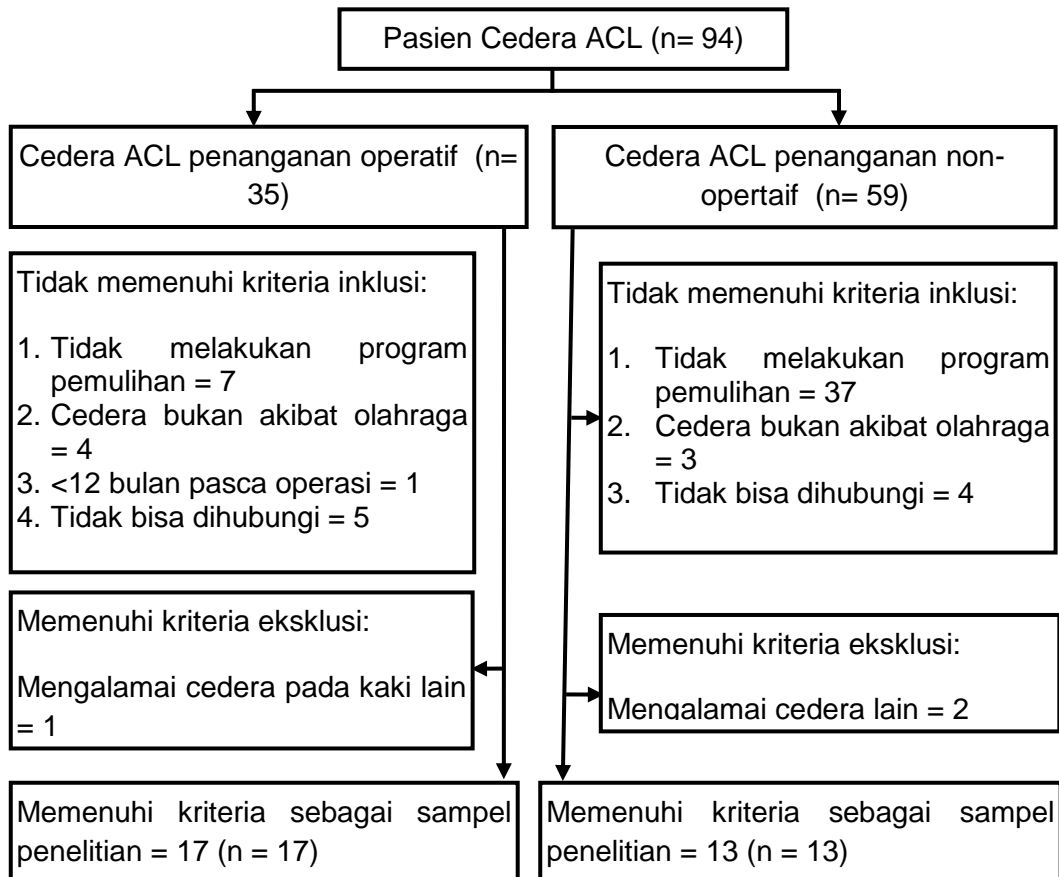 Pasien Cedera ACL (n= 94)
Cedera ACL penanganan operatif (n=
35)
Cedera ACL penanganan non-
opertaif (n= 59)
Tidak memenuhi kriteria inklusi:
1. Tidak melakukan program
pemulihan = 7
2. Cedera bukan akibat olahraga
= 4
3. <12 bulan pasca operasi = 1
4. Tidak bisa dihubungi = 5
Tidak memenuhi kriteria inklusi:
1. Tidak melakukan program
pemulihan = 37
2. Cedera bukan akibat olahraga
= 3
3. Tidak bisa dihubungi = 4
Memenuhi kriteria eksklusi:
Mengalamai cedera pada kaki lain
= 1
Memenuhi kriteria eksklusi:
Mengalamai cedera lain = 2
Memenuhi kriteria sebagai sampel
penelitian = 17 (n = 17)
Memenuhi kriteria sebagai sampel
penelitian = 13 (n = 13)